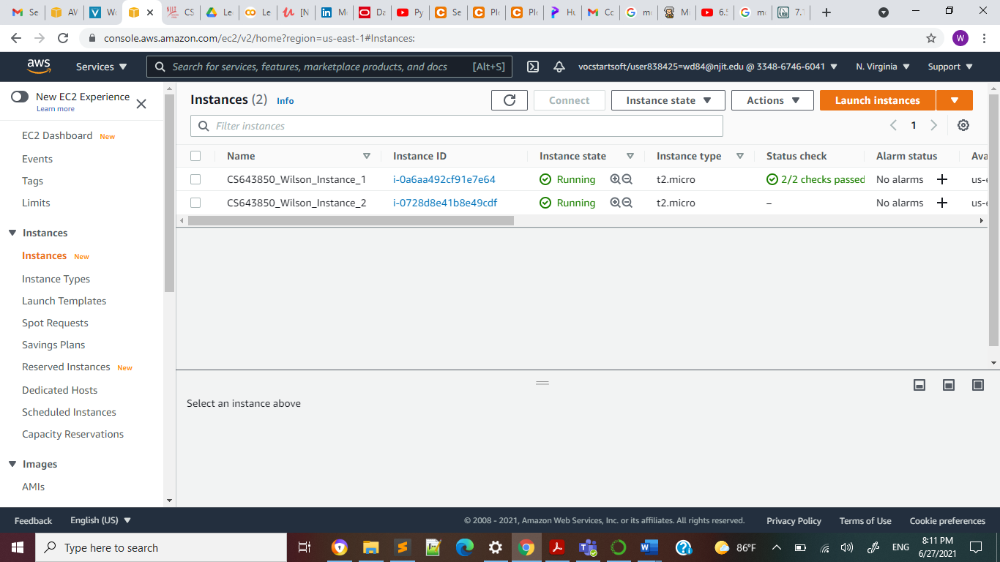 Se
AV
Wo
CS
Le
Le
[N
Mo
Da
Py
Se
Ple
Ple
Hu
Co
mo
Mi
6.5
mo
7.1
console.aws.amazon.com/ec2/v2/home?region=us-east-1#Instances:
W
aws
Services
Search for services, features, marketplace products, and docs [Alt+S]
vocstartsoft/user838425=wd84@njit.edu @ 3348-6746-6041
N. Virginia
Support
New EC2 Experience
Learn more
EC2 Dashboard New
Events
Tags
Limits
Instances
Instances New
Instance Types
Launch Templates
Spot Requests
Savings Plans
Reserved Instances New
Dedicated Hosts
Scheduled Instances
Capacity Reservations
Images
AMIs
Instances (2) Info
Connect
Instance state
Actions
Launch instances
Filter instances
1
Name Instance ID Instance state Instance type Status check Alarm status Ava
CS643850_Wilson_Instance_1 i-0a6aa492cf91e7e64 Running t2.micro 2/2 checks passed No alarms + us-e
CS643850_Wilson_Instance_2 i-0728d8e41b8e49cdf Running t2.micro – No alarms + us-e
Select an instance above
Feedback English (US)
© 2008 - 2021, Amazon Web Services, Inc. or its affiliates. All rights reserved. Privacy Policy Terms of Use Cookie preferences
Type here to search
86°F
ENG
8:11 PM
6/27/2021